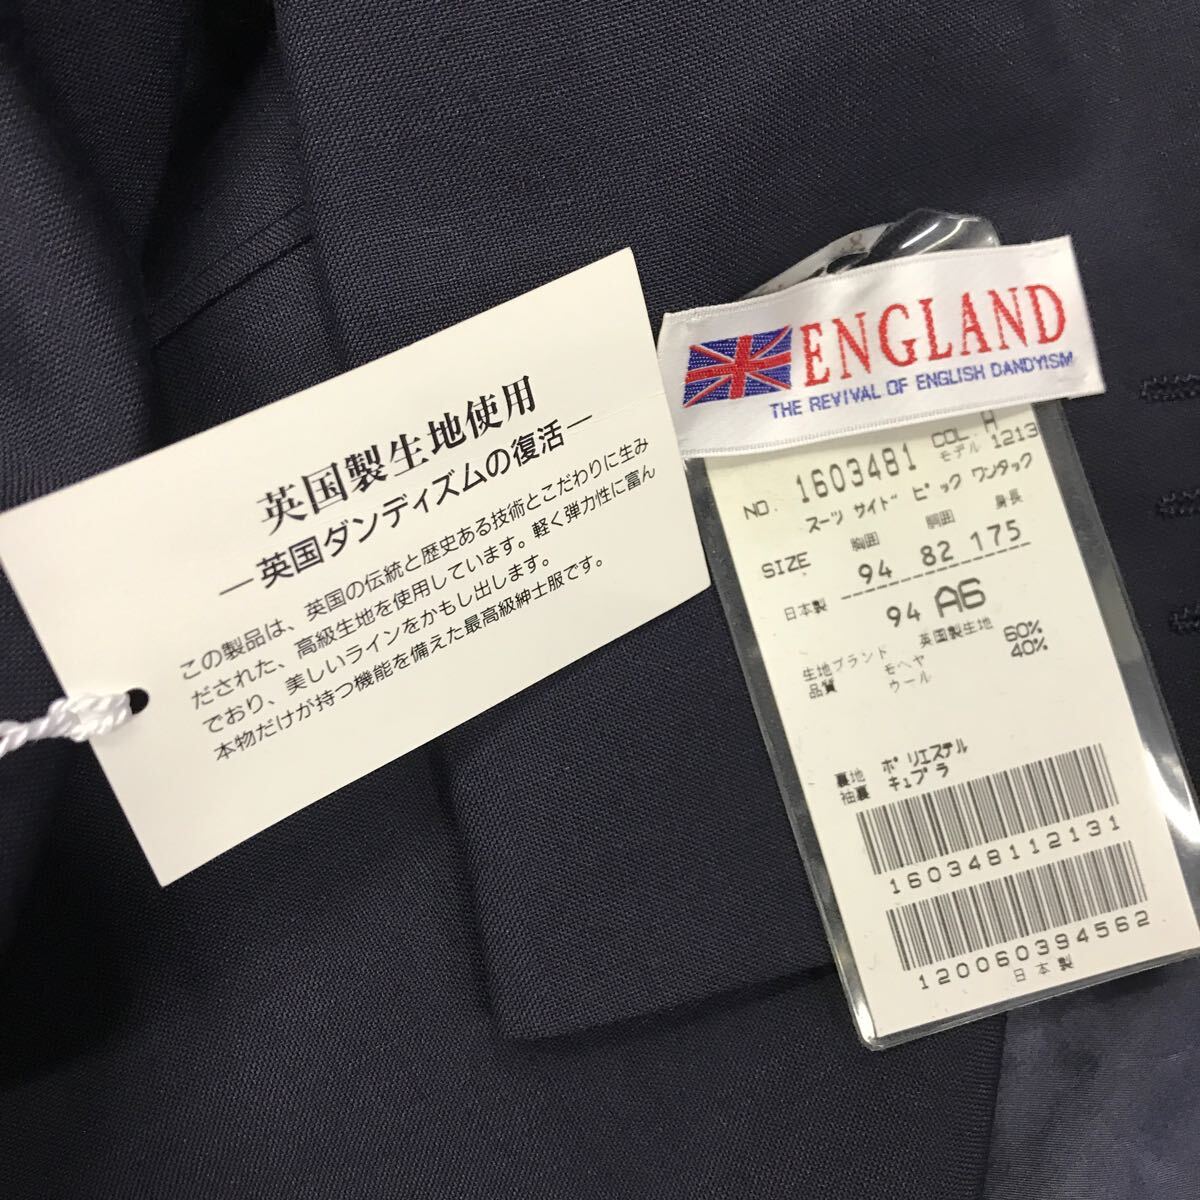 英国製生地使用
―英国ダンディズムの復活―
この製品は、英国の伝統と歴史ある技術とこだわりに生み
だされた、高級生地を使用しています。軽く弾力性に富ん
でおり、美しいラインをかもし出します。
本物だけが持つ機能を備えた最高級紳士服です。
ENGLAND
THE REVIVAL OF ENGLISH DANDYISM
NO. 1603481 COL. A
モデル 1213
スーツ サイド ピック ワンタック
胸囲 胴囲 身長
SIZE 94 82 175
日本製 94 A6
生地ブランド 英国製生地
品質 モヘヤ 60%
ウール 40%
裏地 ポリエステル
袖裏 キュプラ
160348112131
120060394562
日本製